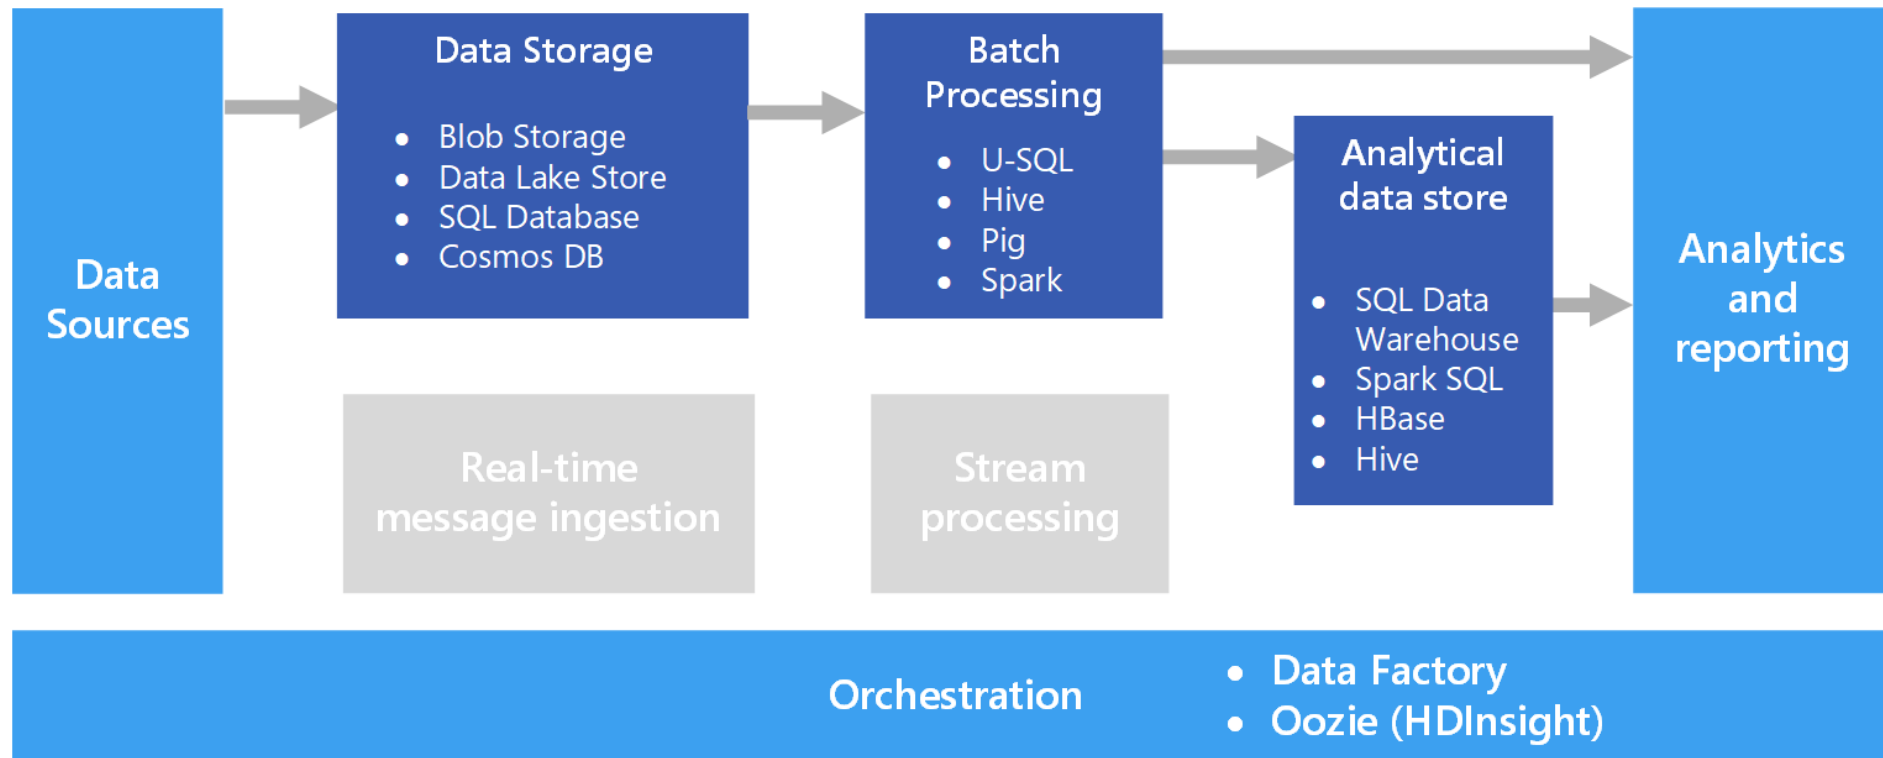 Data
Sources
Data Storage
● Blob Storage
● Data Lake Store
● SQL Database
● Cosmos DB
Batch
Processing
● U-SQL
● Hive
● Pig
● Spark
Real-time
message ingestion
Stream
processing
Analytical
data store
● SQL Data
Warehouse
● Spark SQL
● HBase
● Hive
Analytics
and
reporting
Orchestration
● Data Factory
● Oozie (HDInsight)